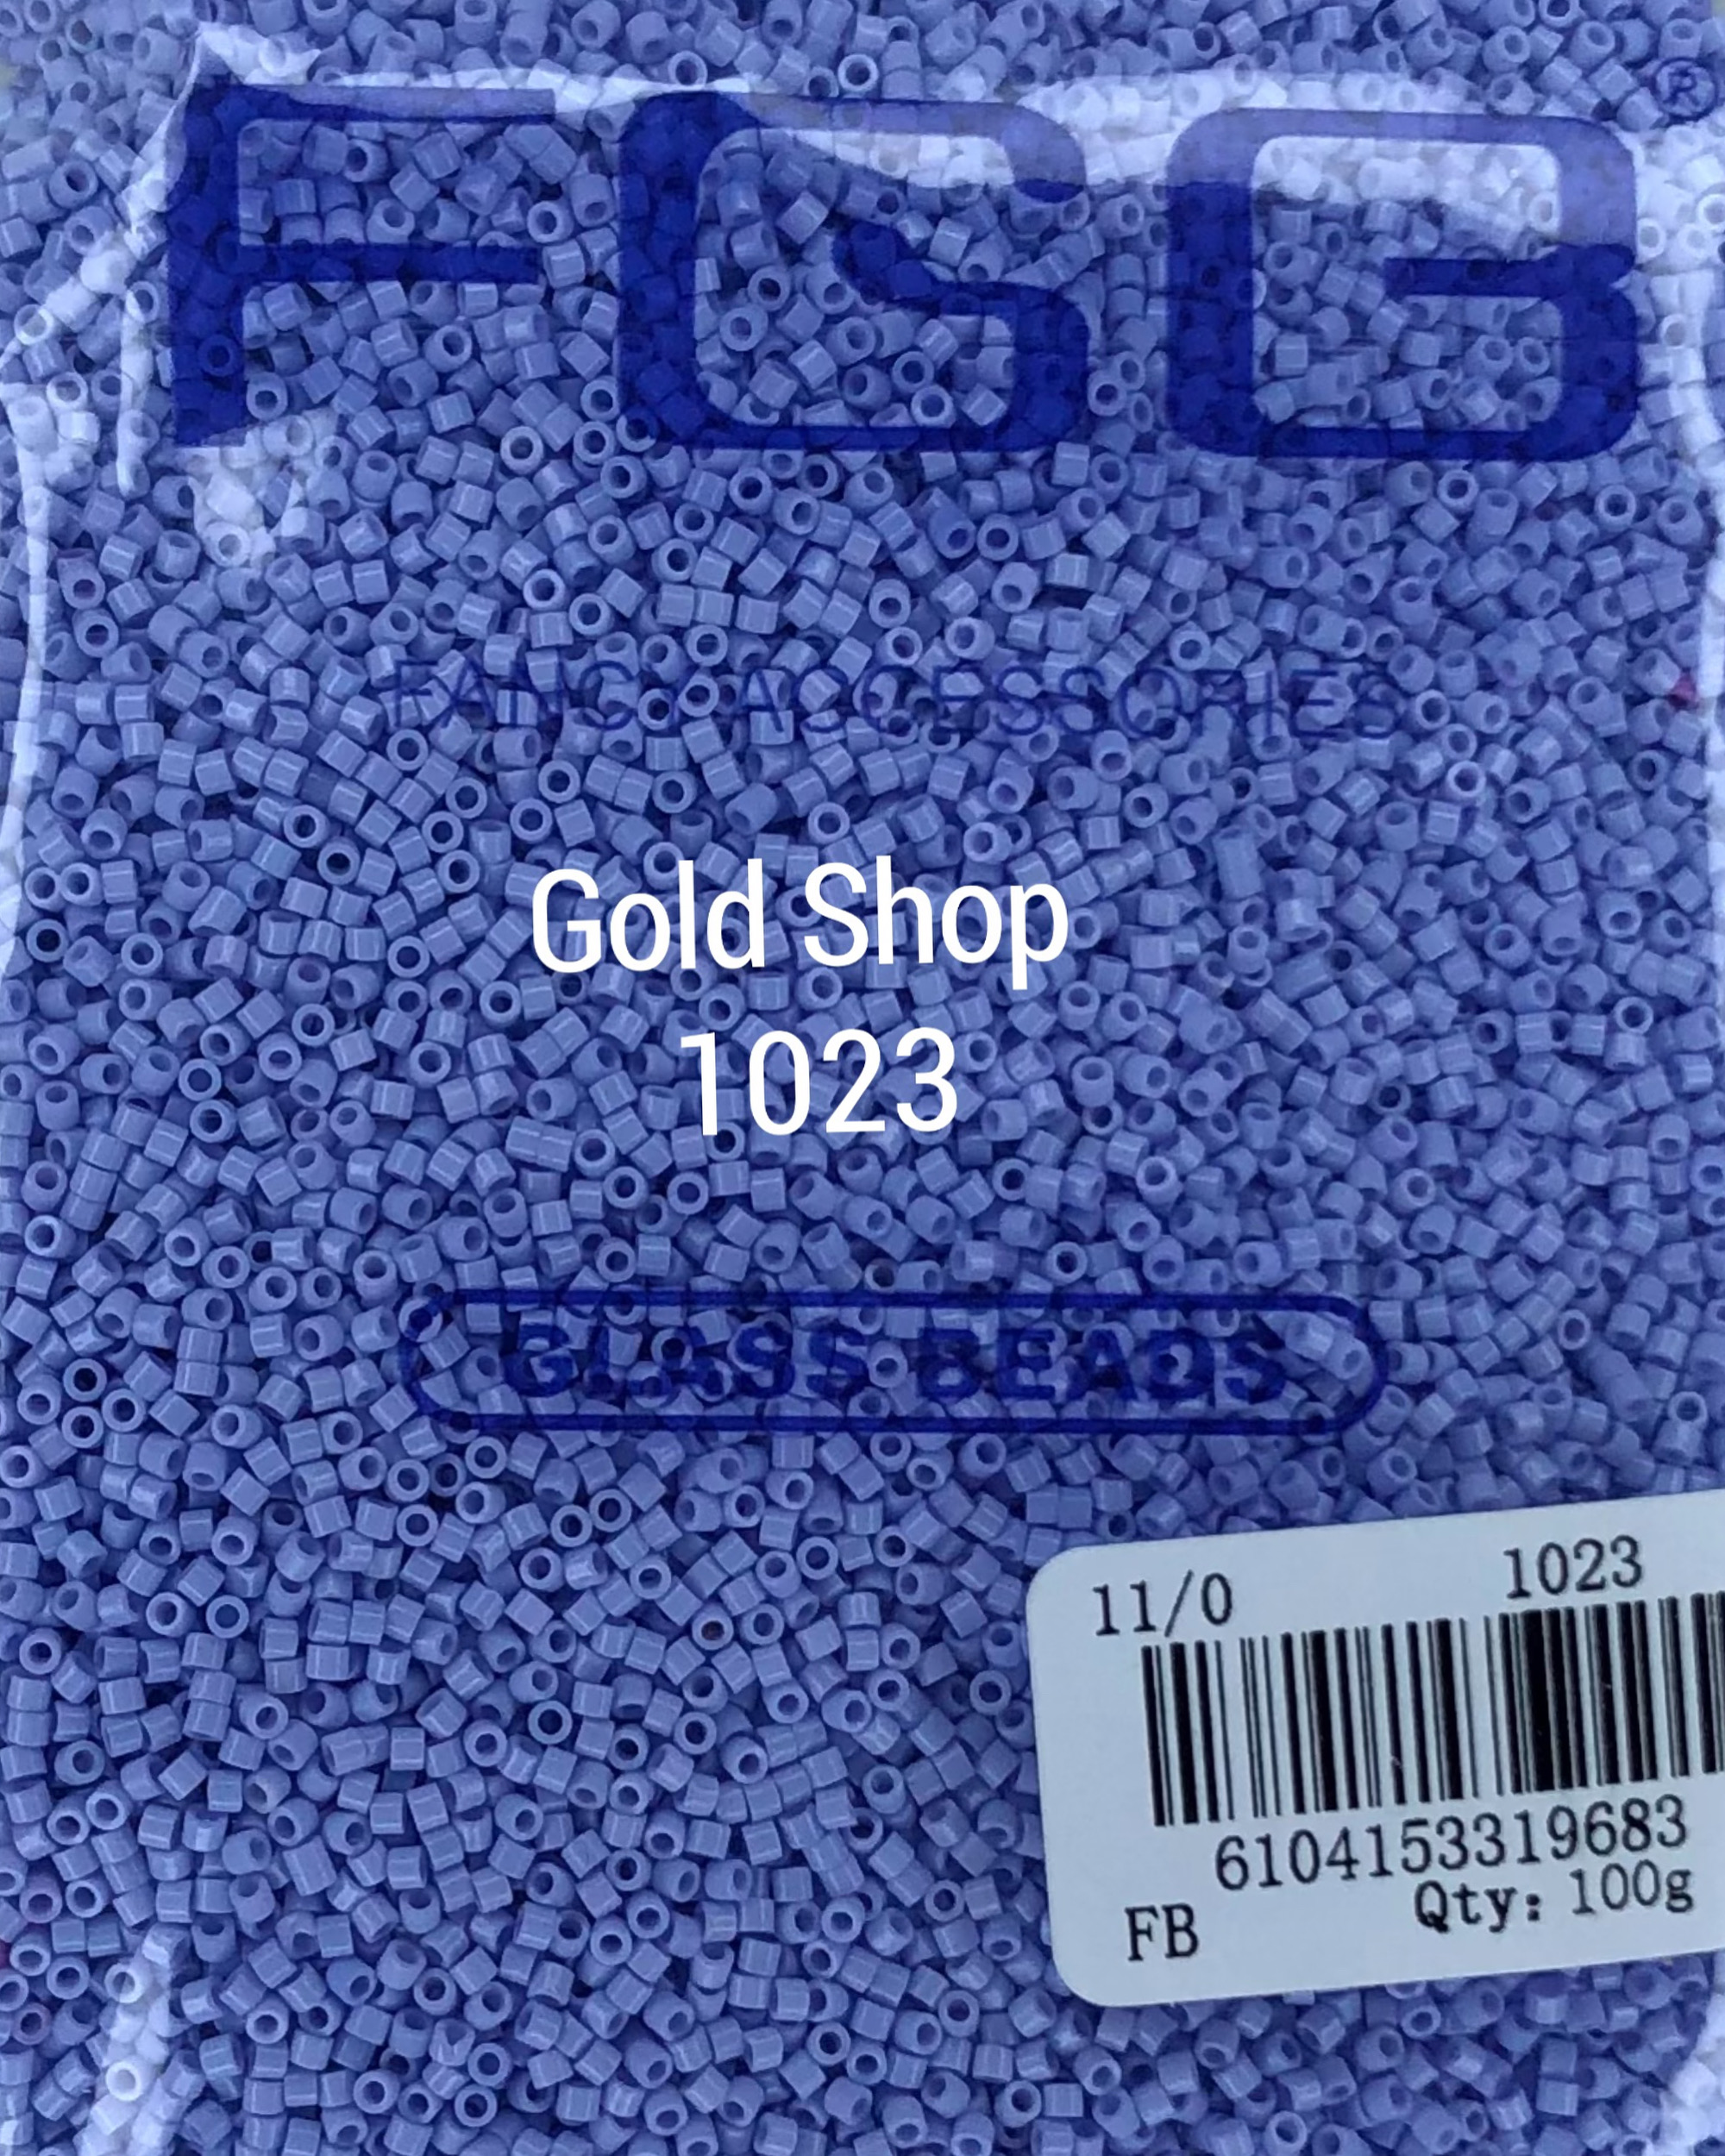 FGB®
FANCY ACCESSORIES
Gold Shop
1023
GLASS BEADS
11/0 1023
6104153319683
Qty: 100g
FB